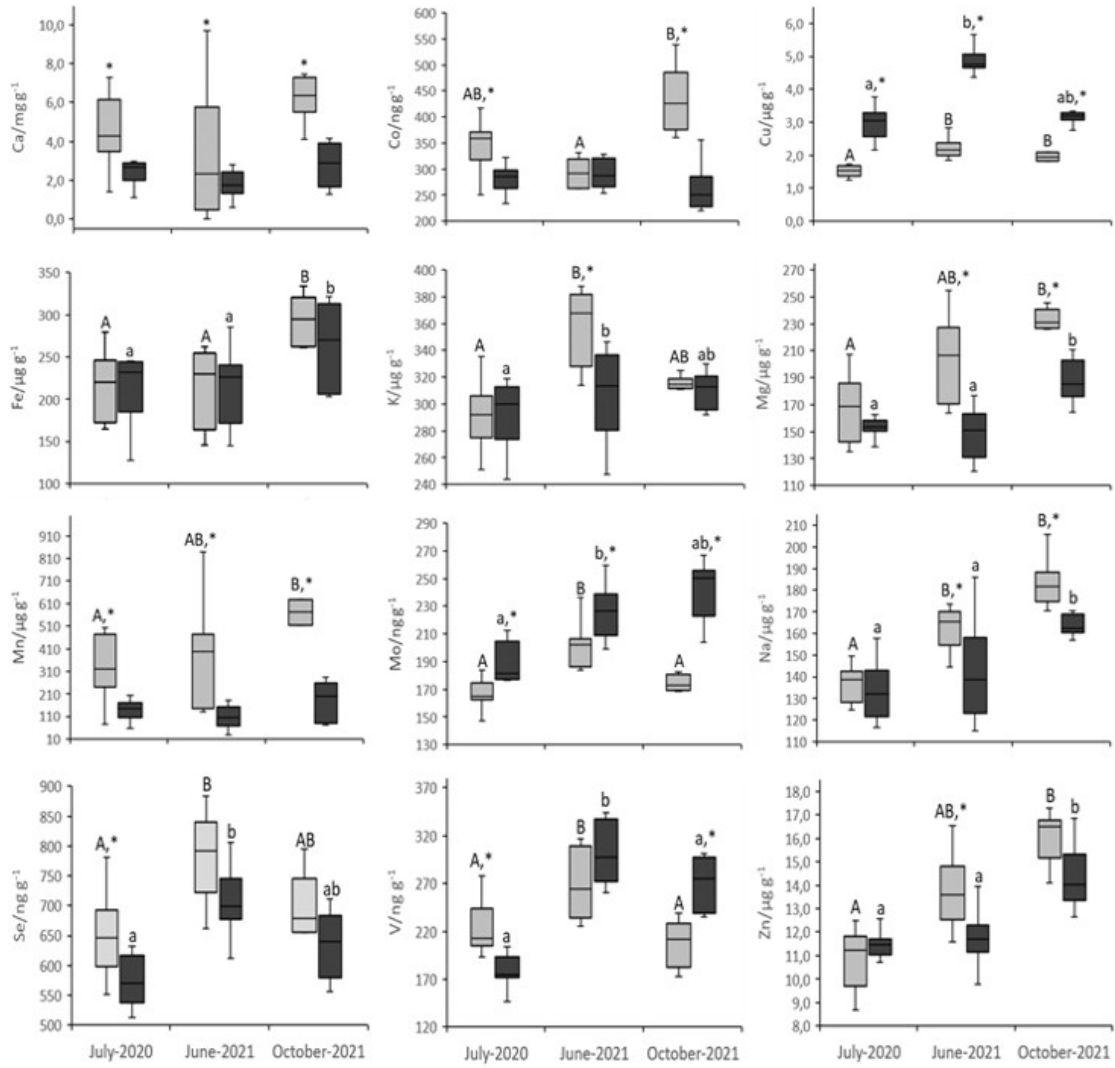 Ca/mg g⁻¹
10,0
8,0
6,0
4,0
2,0
0,0
*
*
*
Co/ng g⁻¹
600
550
500
450
400
350
300
250
200
AB,*
A
B,*
Cu/µg g⁻¹
6,0
5,0
4,0
3,0
2,0
1,0
0,0
A
a,*
B
b,*
B
ab,*
Fe/µg g⁻¹
350
300
250
200
150
100
A
a
A
a
B
b
K/µg g⁻¹
400
380
360
340
320
300
280
260
240
A
a
B,*
b
AB
ab
Mg/µg g⁻¹
270
250
230
210
190
170
150
130
110
A
a
AB,*
a
B,*
b
Mn/µg g⁻¹
910
810
710
610
510
410
310
210
110
10
A,*
AB,*
B,*
Mo/ng g⁻¹
290
270
250
230
210
190
170
150
130
A
a,*
B
b,*
A
ab,*
Na/µg g⁻¹
210
200
190
180
170
160
150
140
130
120
110
A
a
B,*
a
B,*
b
Se/ng g⁻¹
900
850
800
750
700
650
600
550
500
A,*
a
B
b
AB
ab
July-2020 June-2021 October-2021
V/ng g⁻¹
370
320
270
220
170
120
A,*
a
B
b
A
a,*
July-2020 June-2021 October-2021
Zn/µg g⁻¹
18,0
17,0
16,0
15,0
14,0
13,0
12,0
11,0
10,0
9,0
8,0
A
a
AB,*
a
B
b
July-2020 June-2021 October-2021